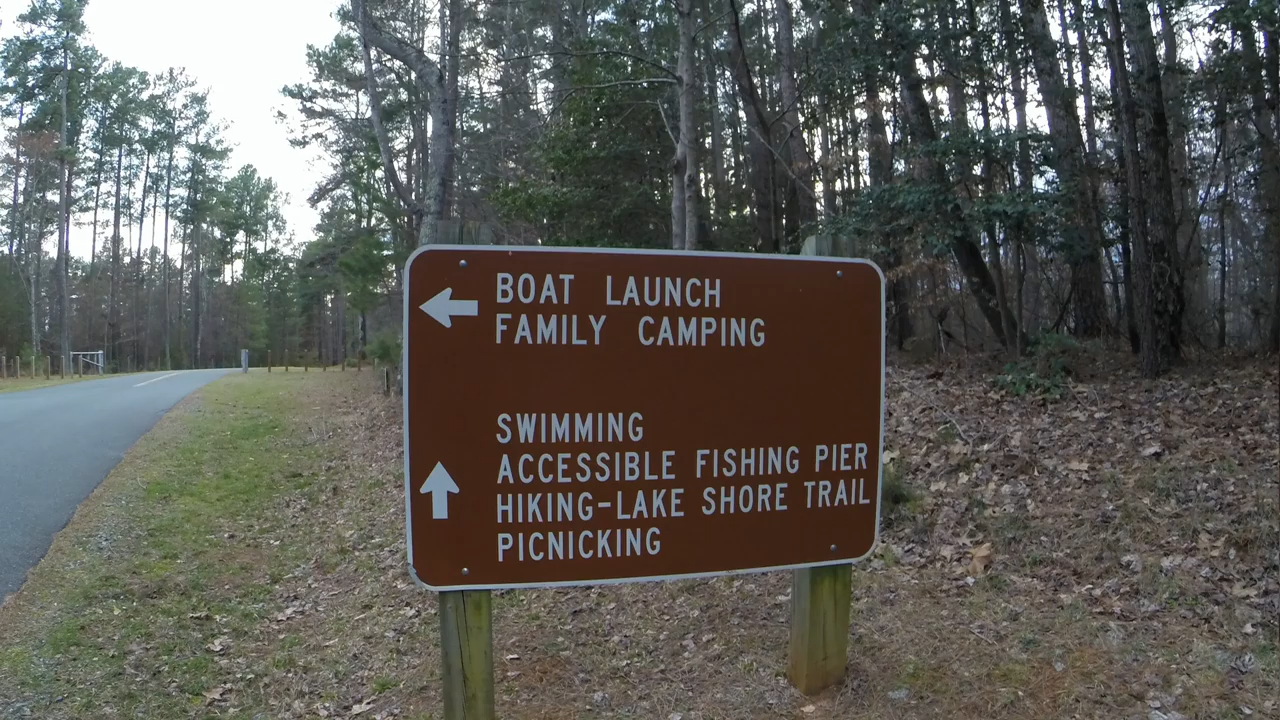 BOAT LAUNCH
FAMILY CAMPING
SWIMMING
ACCESSIBLE FISHING PIER
HIKING-LAKE SHORE TRAIL
PICNICKING